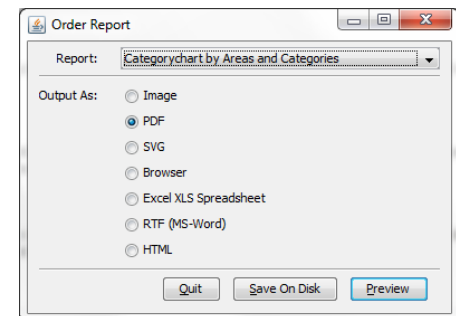 Order Report
Report: Categorychart by Areas and Categories
Output As: Image
PDF
SVG
Browser
Excel XLS Spreadsheet
RTF (MS-Word)
HTML
Quit Save On Disk Preview